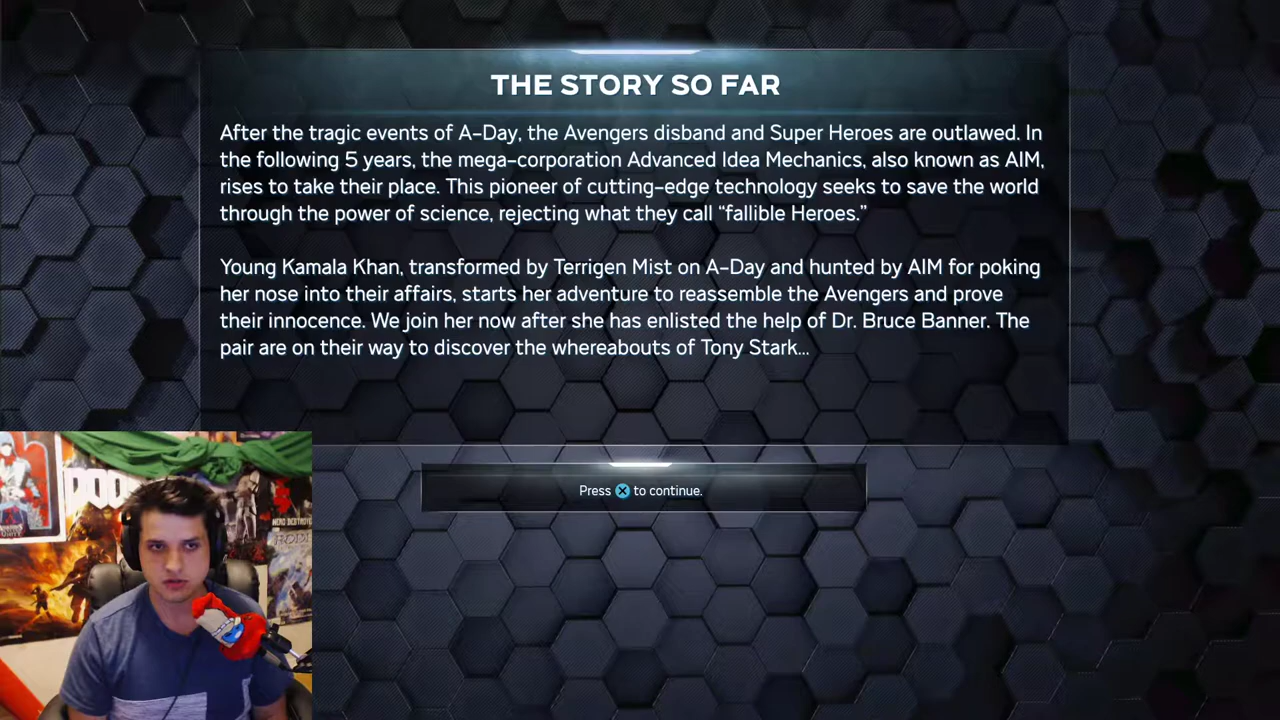 THE STORY SO FAR
After the tragic events of A-Day, the Avengers disband and Super Heroes are outlawed. In
the following 5 years, the mega-corporation Advanced Idea Mechanics, also known as AIM,
rises to take their place. This pioneer of cutting-edge technology seeks to save the world
through the power of science, rejecting what they call “fallible Heroes.”
Young Kamala Khan, transformed by Terrigen Mist on A-Day and hunted by AIM for poking
her nose into their affairs, starts her adventure to reassemble the Avengers and prove
their innocence. We join her now after she has enlisted the help of Dr. Bruce Banner. The
pair are on their way to discover the whereabouts of Tony Stark...
Press X to continue.
DOO